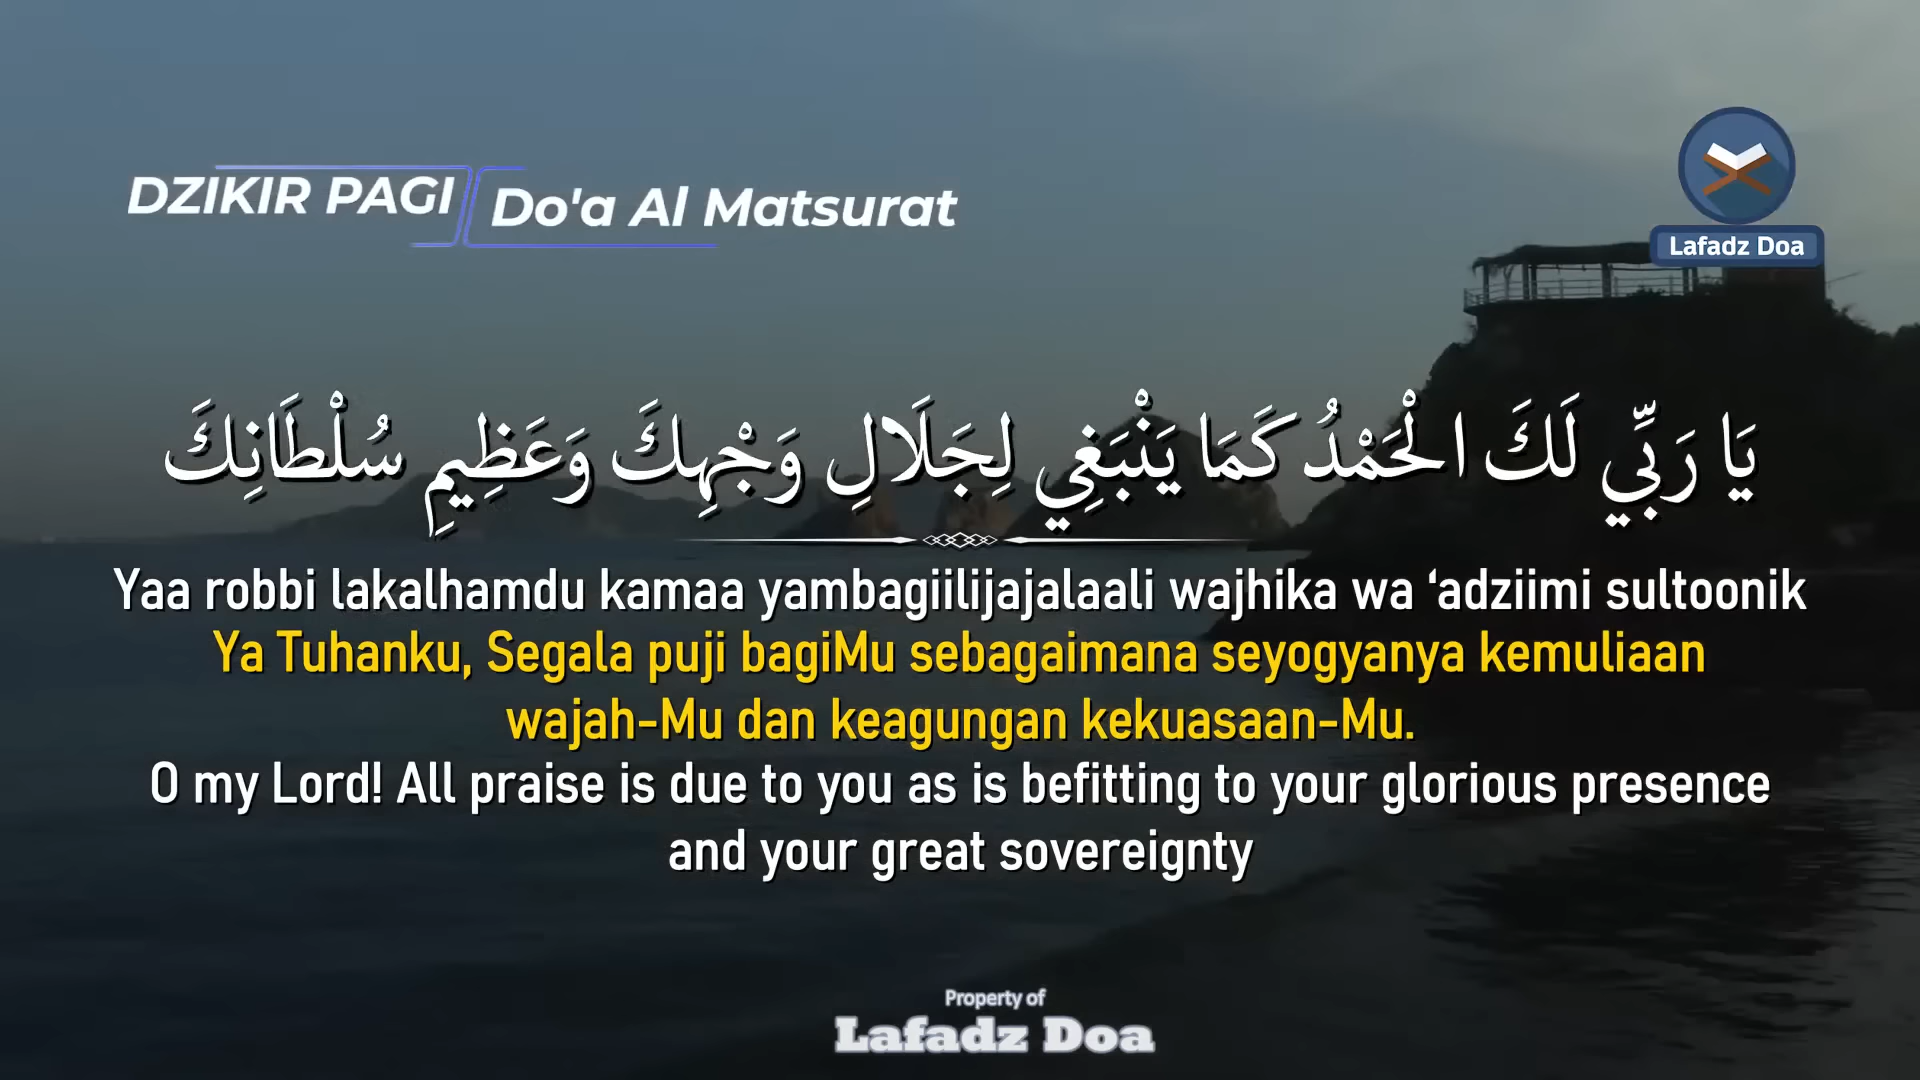 DZIKIR PAGI
Do'a Al Matsurat
Lafadz Doa
يَا رَبِّي لَكَ الْحَمْدُ كَمَا يَنْبَغِي لِجَلَالِ وَجْهِكَ وَعَظِيمِ سُلْطَانِكَ
Yaa robbi lakalhamdu kamaa yambagiilijajalaali wajhika wa ‘adziimi sultoonik
Ya Tuhanku, Segala puji bagiMu sebagaimana seyogyanya kemuliaan
wajah-Mu dan keagungan kekuasaan-Mu.
O my Lord! All praise is due to you as is befitting to your glorious presence
and your great sovereignty
Property of
Lafadz Doa